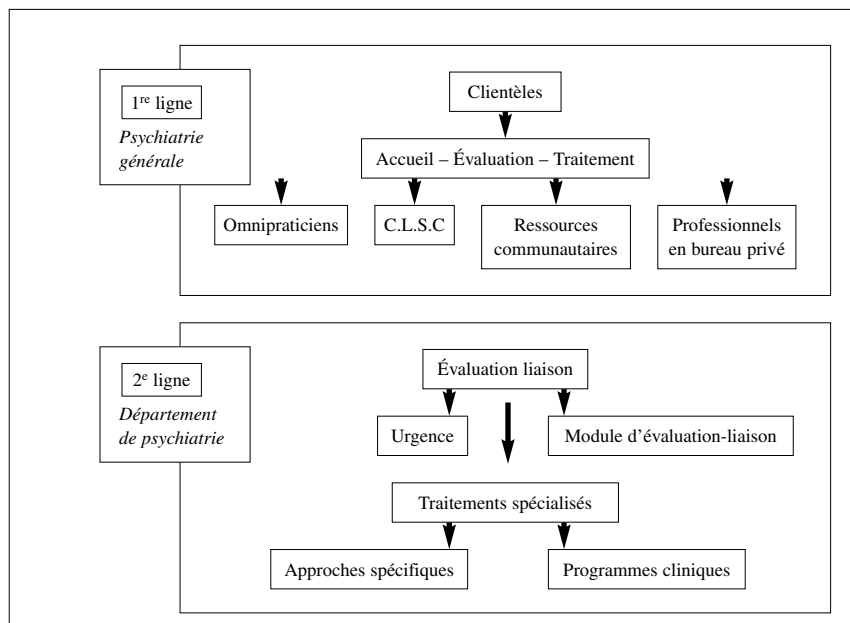 1re ligne
Psychiatrie
générale
Clientèles
Accueil – Évaluation – Traitement
Omnipraticiens
C.L.S.C
Ressources
communautaires
Professionnels
en bureau privé
2e ligne
Département
de psychiatrie
Évaluation liaison
Urgence
Module d’évaluation-liaison
Traitements spécialisés
Approches spécifiques
Programmes cliniques